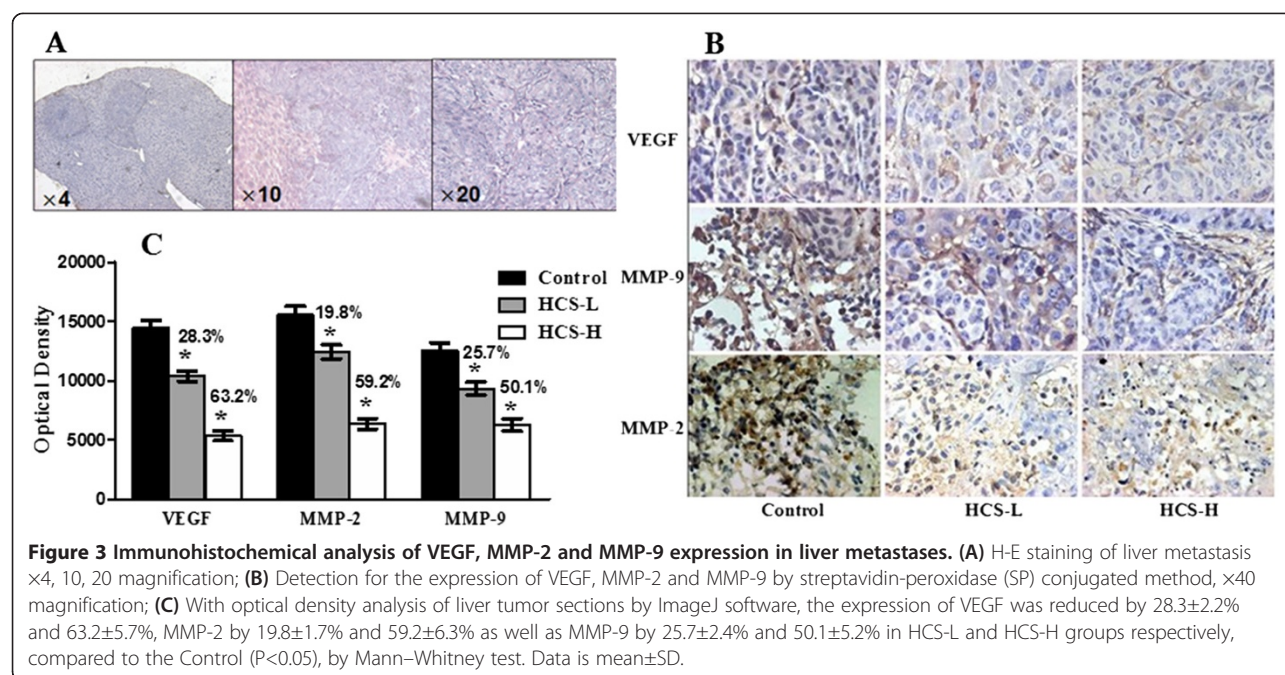 A
×4
×10
×20
B
VEGF
MMP-9
MMP-2
Control
HCS-L
HCS-H
C
Optical Density
20000
15000
10000
5000
0
Control
HCS-L
HCS-H
28.3%
*
63.2%
*
19.8%
*
59.2%
*
25.7%
*
50.1%
*
VEGF
MMP-2
MMP-9
Figure 3 Immunohistochemical analysis of VEGF, MMP-2 and MMP-9 expression in liver metastases. (A) H-E staining of liver metastasis
×4, 10, 20 magnification; (B) Detection for the expression of VEGF, MMP-2 and MMP-9 by streptavidin-peroxidase (SP) conjugated method, ×40
magnification; (C) With optical density analysis of liver tumor sections by ImageJ software, the expression of VEGF was reduced by 28.3±2.2%
and 63.2±5.7%, MMP-2 by 19.8±1.7% and 59.2±6.3% as well as MMP-9 by 25.7±2.4% and 50.1±5.2% in HCS-L and HCS-H groups respectively,
compared to the Control (P<0.05), by Mann–Whitney test. Data is mean±SD.